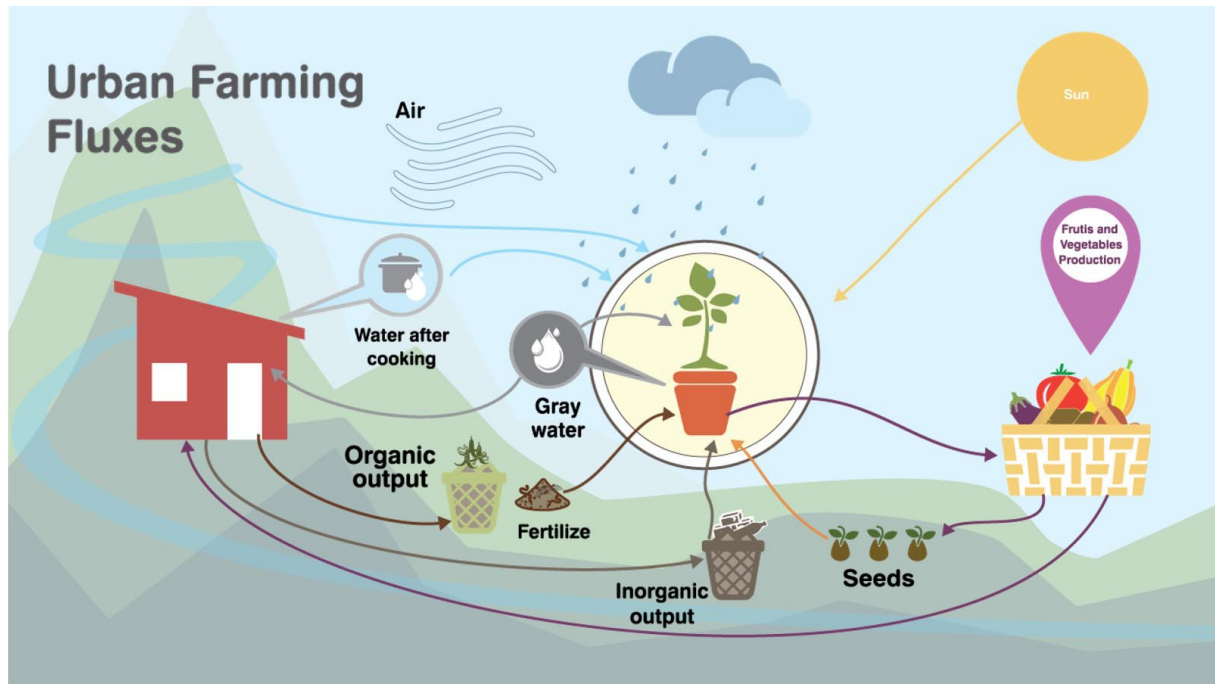 Urban Farming
Fluxes
Air
Sun
Frutis and
Vegetables
Production
Water after
cooking
Gray
water
Organic
output
Fertilize
Inorganic
output
Seeds